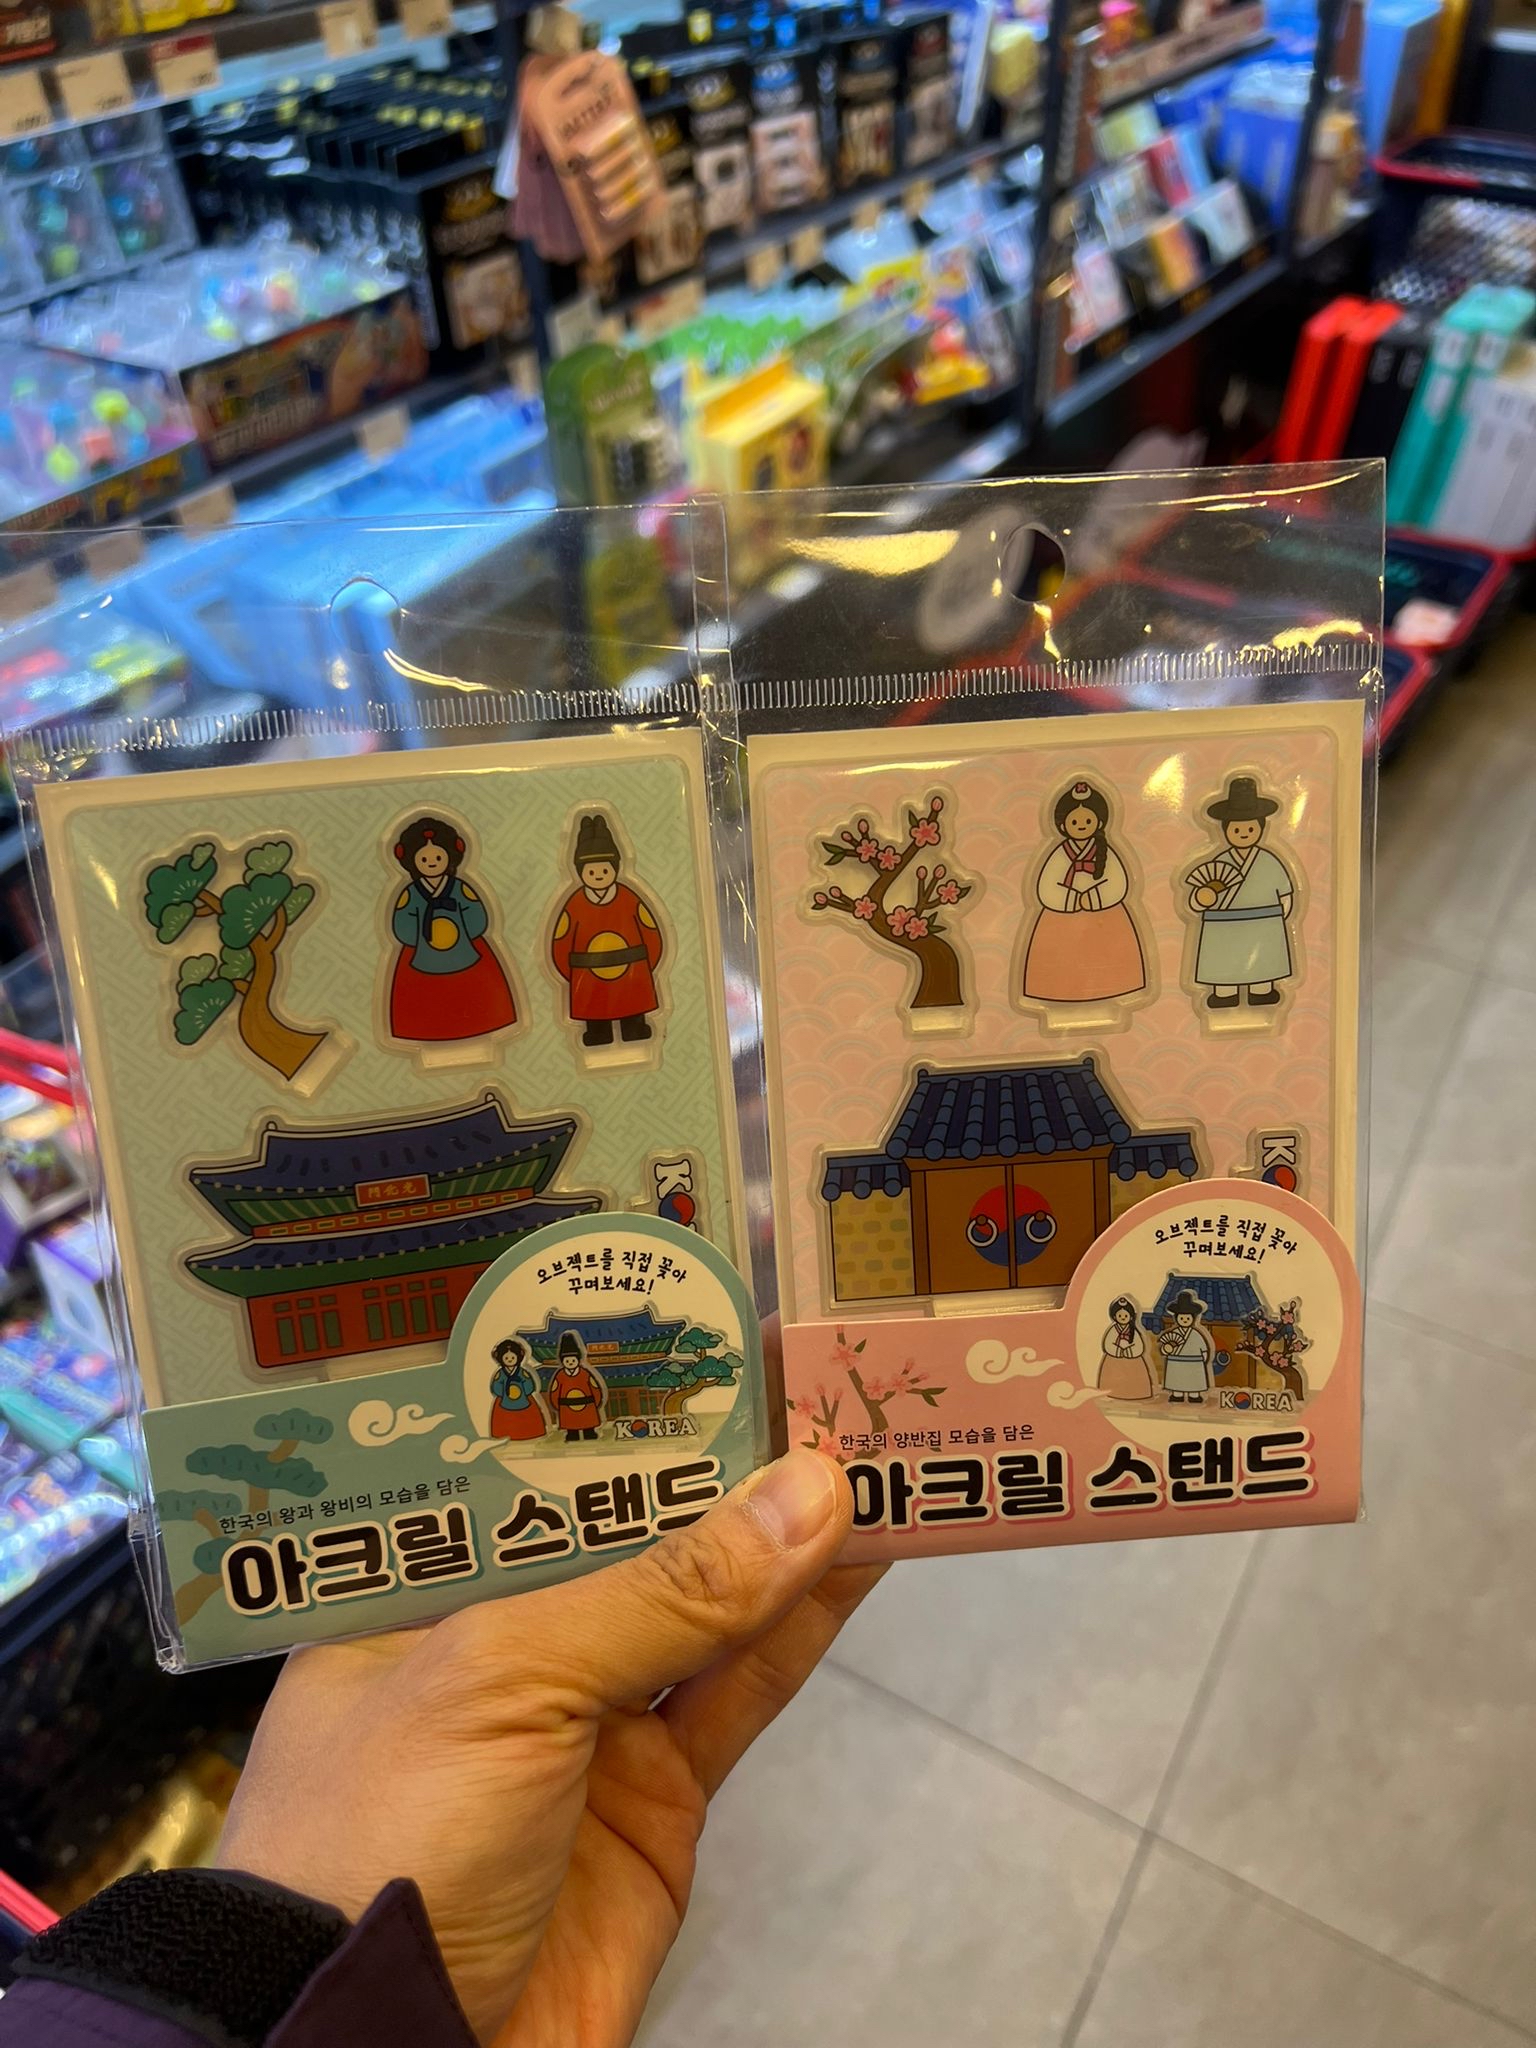 門化光
K
오브젝트를 직접 꽂아
꾸며보세요!
KOREA
한국의 왕과 왕비의 모습을 담은
아크릴 스탠드
K
오브젝트를 직접 꽂아
꾸며보세요!
KOREA
한국의 양반집 모습을 담은
아크릴 스탠드